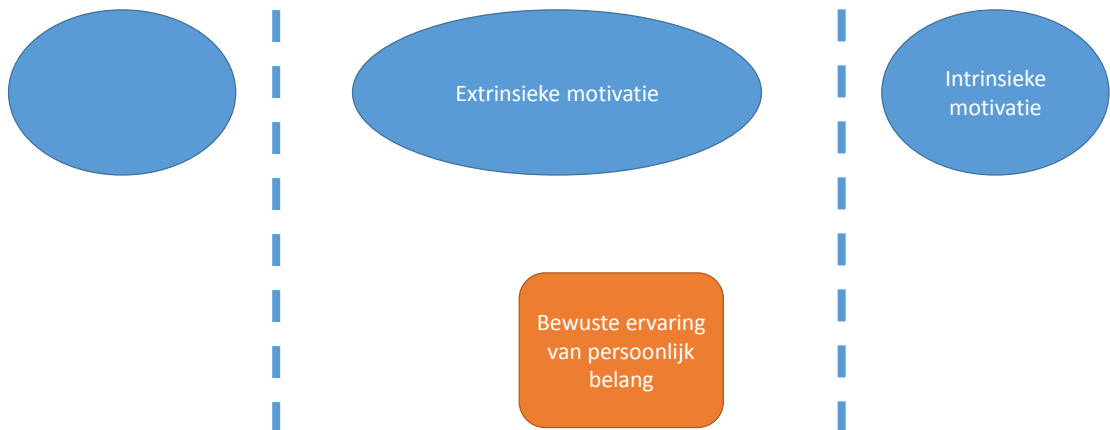 Extrinsieke motivatie
Intrinsieke
motivatie
Bewuste ervaring
van persoonlijk
belang